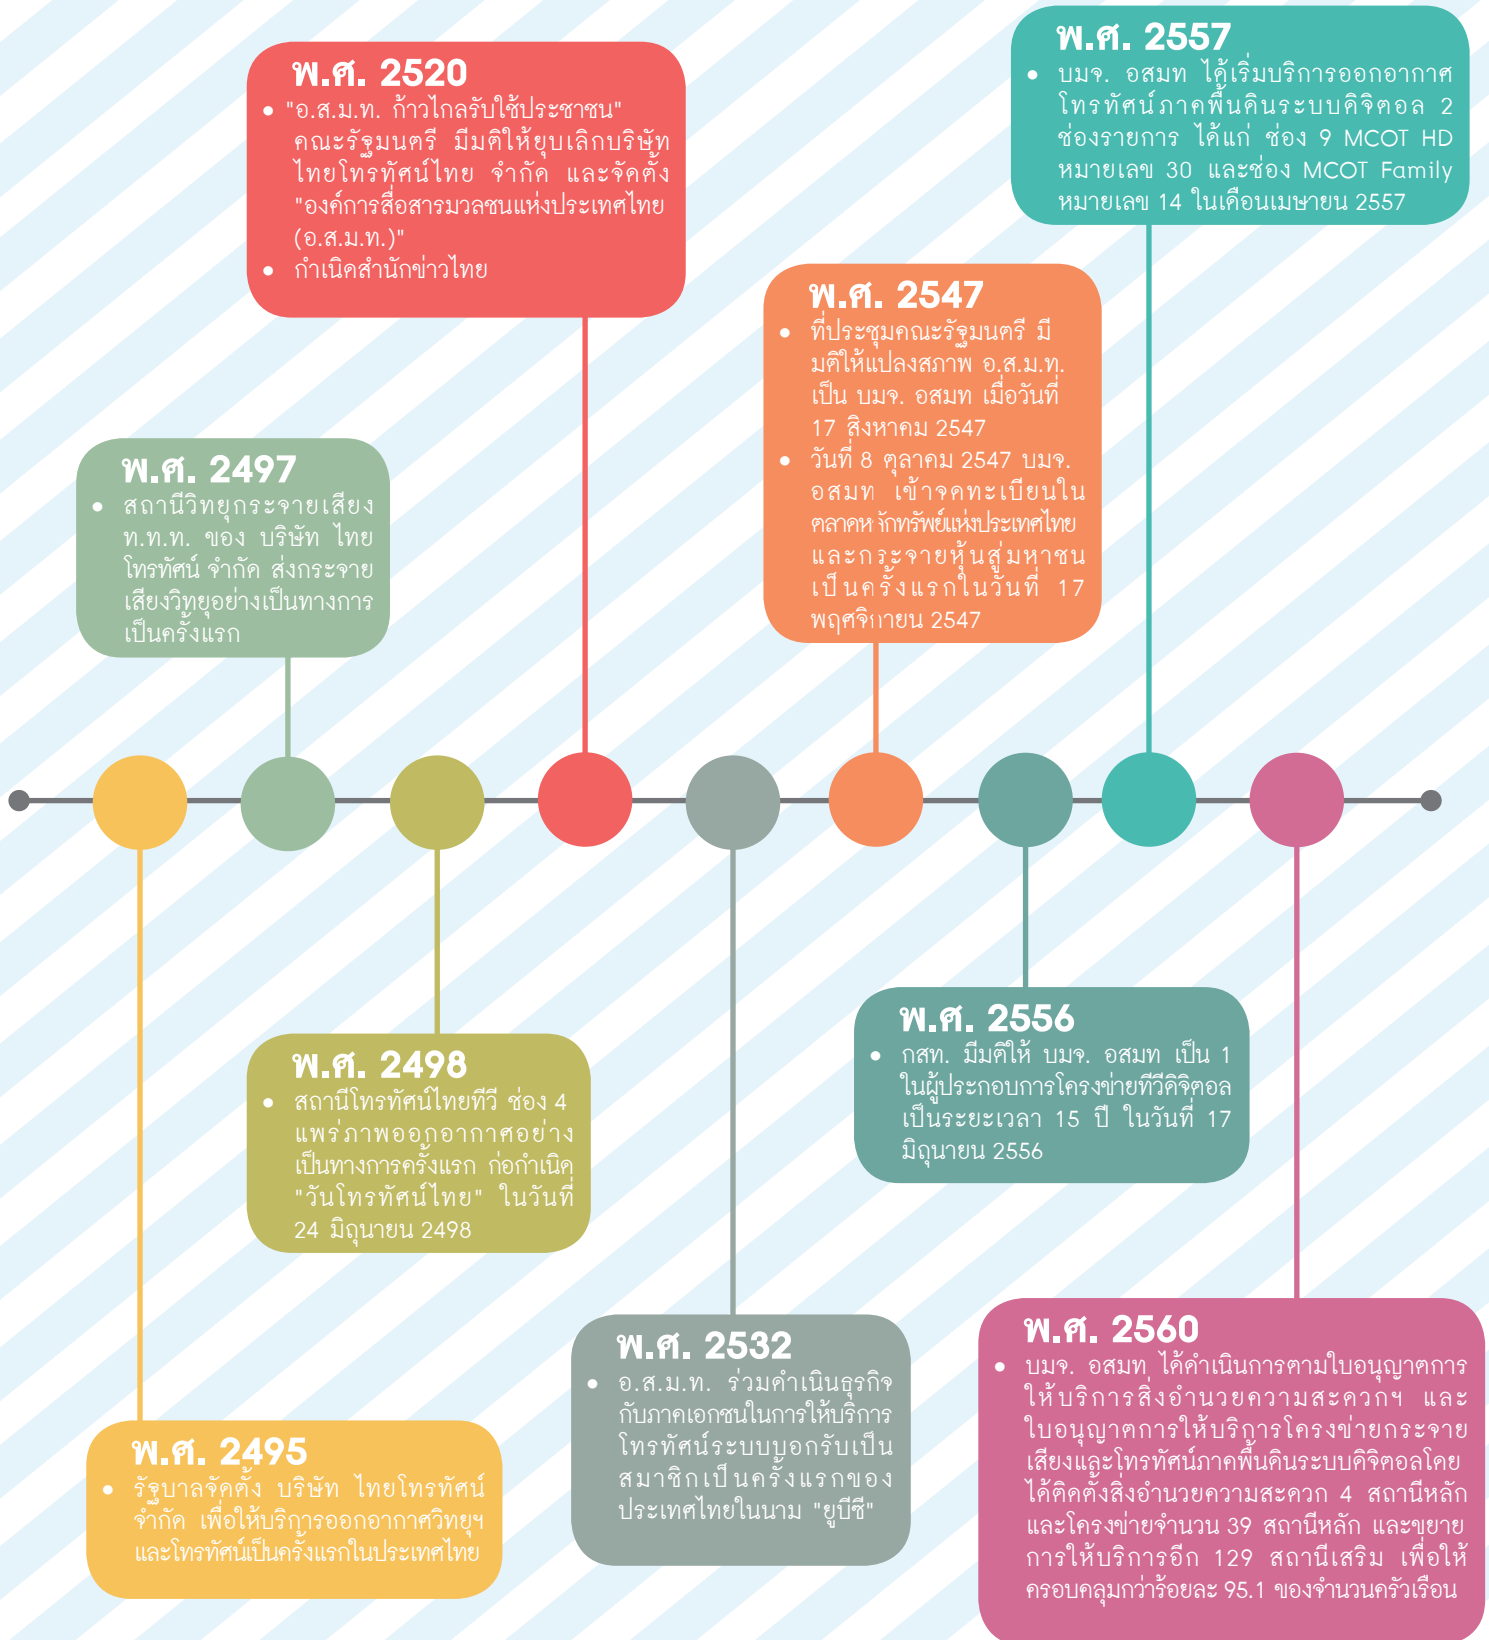 พ.ศ. 2557
บมจ. อสมท ได้เริ่มบริการออกอากาศ
โทรทัศน์ภาคพื้นดินระบบดิจิตอล 2
ช่องรายการ ได้แก่ ช่อง 9 MCOT HD
หมายเลข 30 และช่อง MCOT Family
หมายเลข 14 ในเดือนเมษายน 2557
พ.ศ. 2520
"อ.ส.ม.ท. ก้าวไกลรับใช้ประชาชน"
คณะรัฐมนตรี มีมติให้ยุบเลิกบริษัท
ไทยโทรทัศน์ไทย จำกัด และจัดตั้ง
"องค์การสื่อสารมวลชนแห่งประเทศไทย
(อ.ส.ม.ท.)"
กำเนิดสำนักข่าวไทย
พ.ศ. 2547
ที่ประชุมคณะรัฐมนตรี มี
มติให้แปลงสภาพ อ.ส.ม.ท.
เป็น บมจ. อสมท เมื่อวันที่
17 สิงหาคม 2547
วันที่ 8 ตุลาคม 2547 บมจ.
อสมท เข้าจดทะเบียนใน
ตลาดหลักทรัพย์แห่งประเทศไทย
และกระจายหุ้นสู่มหาชน
เป็นครั้งแรกในวันที่ 17
พฤศจิกายน 2547
พ.ศ. 2497
สถานีวิทยุกระจายเสียง
ท.ท.ท. ของ บริษัท ไทย
โทรทัศน์ จำกัด ส่งกระจาย
เสียงวิทยุอย่างเป็นทางการ
เป็นครั้งแรก
พ.ศ. 2556
กสท. มีมติให้ บมจ. อสมท เป็น 1
ในผู้ประกอบการโครงข่ายทีวีดิจิตอล
เป็นระยะเวลา 15 ปี ในวันที่ 17
มิถุนายน 2556
พ.ศ. 2498
สถานีโทรทัศน์ไทยทีวี ช่อง 4
แพร่ภาพออกอากาศอย่าง
เป็นทางการครั้งแรก ก่อกำเนิด
"วันโทรทัศน์ไทย" ในวันที่
24 มิถุนายน 2498
พ.ศ. 2532
อ.ส.ม.ท. ร่วมดำเนินธุรกิจ
กับภาคเอกชนในการให้บริการ
โทรทัศน์ระบบบอกรับเป็น
สมาชิกเป็นครั้งแรกของ
ประเทศไทยในนาม "ยูบีซี"
พ.ศ. 2560
บมจ. อสมท ได้ดำเนินการตามใบอนุญาตการ
ให้บริการสิ่งอำนวยความสะดวกฯ และ
ใบอนุญาตการให้บริการโครงข่ายกระจาย
เสียงและโทรทัศน์ภาคพื้นดินระบบดิจิตอลโดย
ได้ติดตั้งสิ่งอำนวยความสะดวก 4 สถานีหลัก
และโครงข่ายจำนวน 39 สถานีหลัก และขยาย
การให้บริการอีก 129 สถานีเสริม เพื่อให้
ครอบคลุมกว่าร้อยละ 95.1 ของจำนวนครัวเรือน
พ.ศ. 2495
รัฐบาลจัดตั้ง บริษัท ไทยโทรทัศน์
จำกัด เพื่อให้บริการออกอากาศวิทยุฯ
และโทรทัศน์เป็นครั้งแรกในประเทศไทย